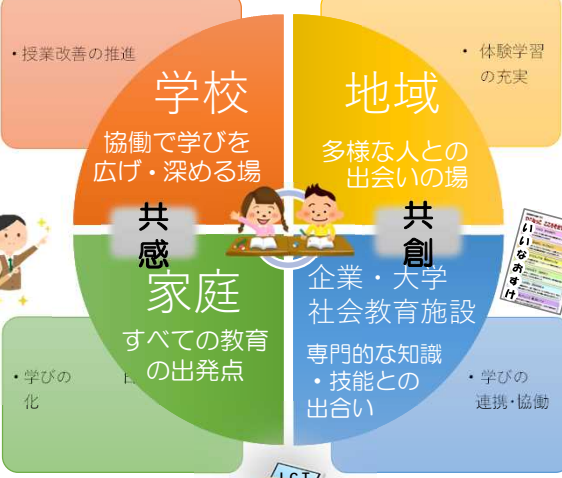 ・授業改善の推進
・体験学習
の充実
学校
協働で学びを
広げ・深める場
地域
多様な人との
出会いの場
共感
共創
家庭
すべての教育
の出発点
企業・大学
社会教育施設
専門的な知識
・技能との
出合い
・学びの
化
・学びの
連携・協働
いいなおすけ
ICT